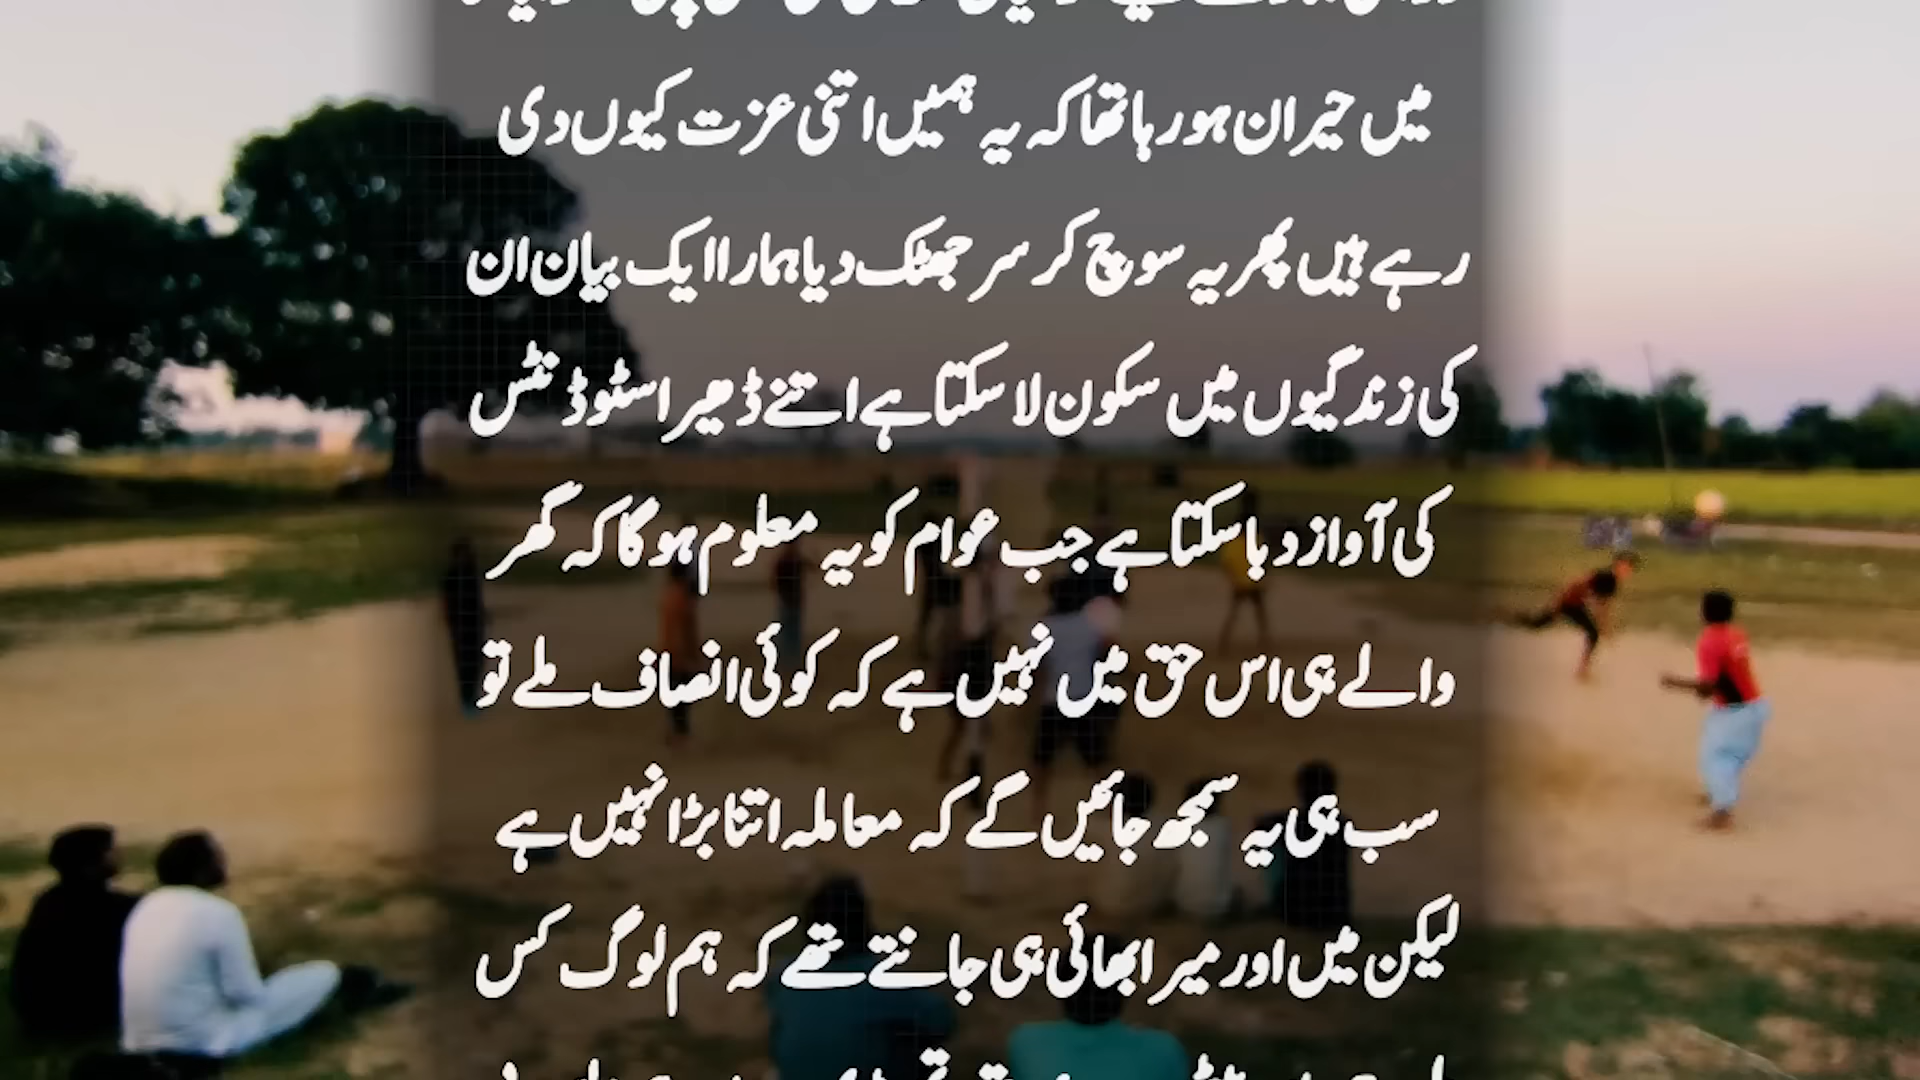 میں حیران ہو رہا تھا کہ یہ ہمیں اتنی عزت کیوں دی
رہے ہیں پھر یہ سوچ کر سر جھٹک دیا ہمارا ایک بیان ان
کی زندگیوں میں سکون لا سکتا ہے اتنے ڈھیر اسٹوڈنٹس
کی آواز دبا سکتا ہے جب عوام کو یہ معلوم ہو گا کہ گھر
والے ہی اس حق میں نہیں ہے کہ کوئی انصاف ملے تو
سب ہی یہ سمجھ جائیں گے کہ معاملہ اتنا بڑا نہیں ہے
لیکن میں اور میرا بھائی ہی جانتے تھے کہ ہم لوگ کس